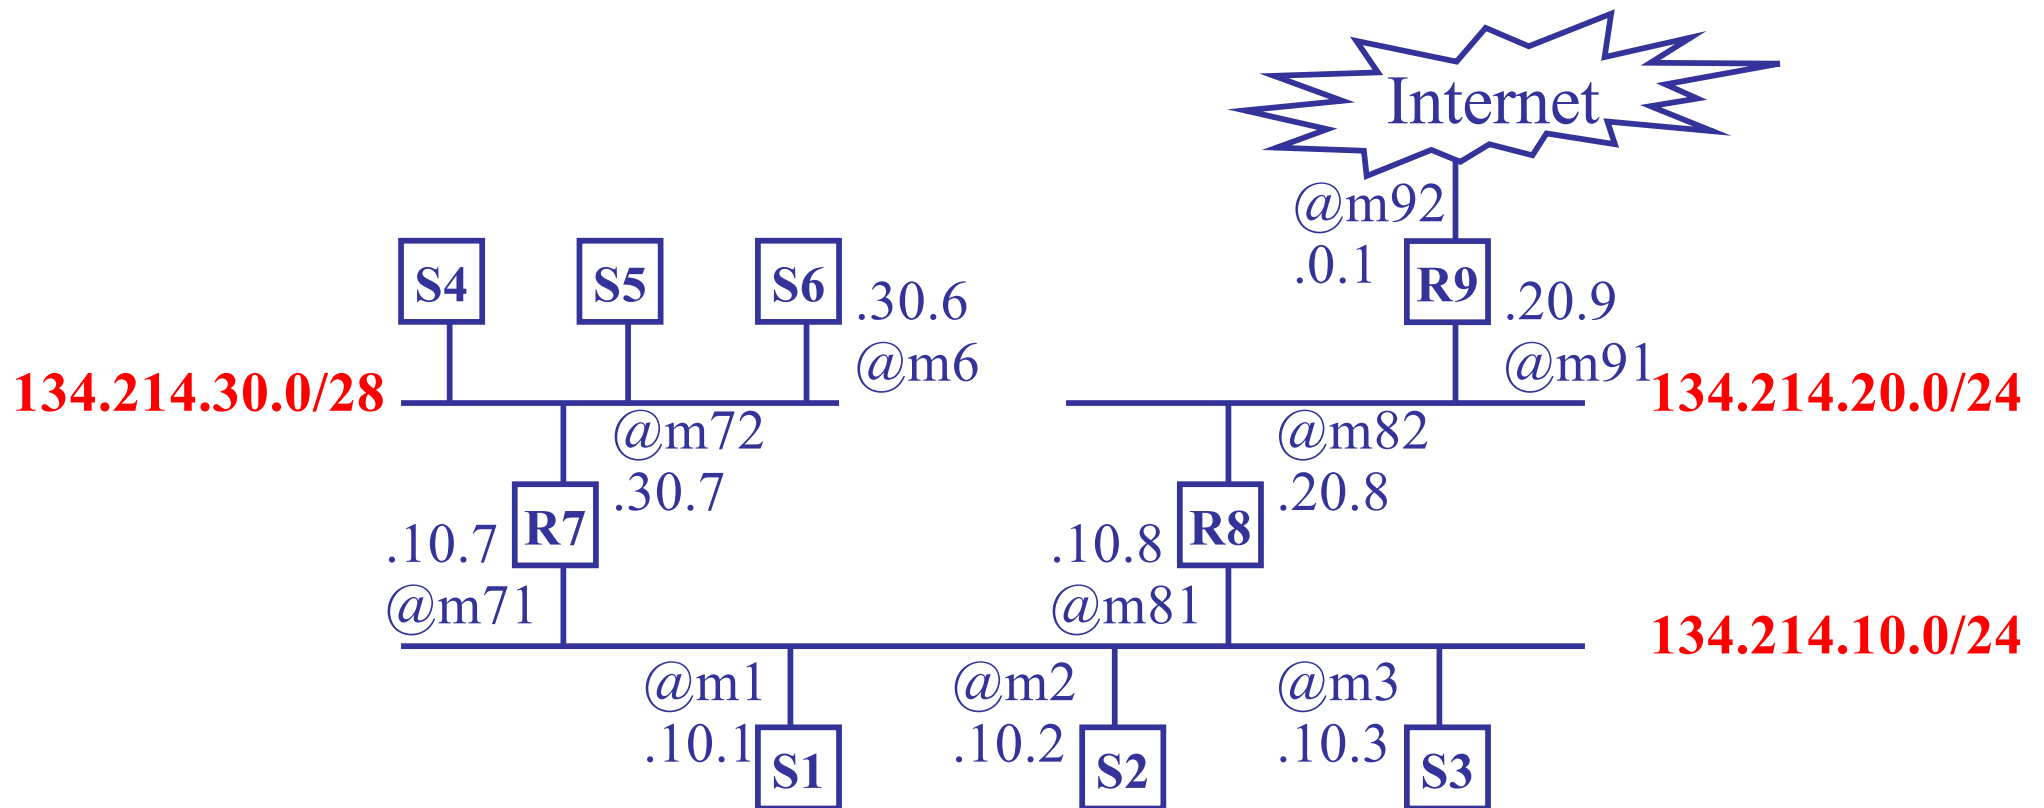 Internet
@m92
.0.1
S4
S5
S6
R9
.30.6
.20.9
@m6
@m91
134.214.30.0/28
134.214.20.0/24
@m72
@m82
.30.7
.20.8
R7
R8
.10.7
.10.8
@m71
@m81
134.214.10.0/24
@m1
@m2
@m3
.10.1
.10.2
.10.3
S1
S2
S3